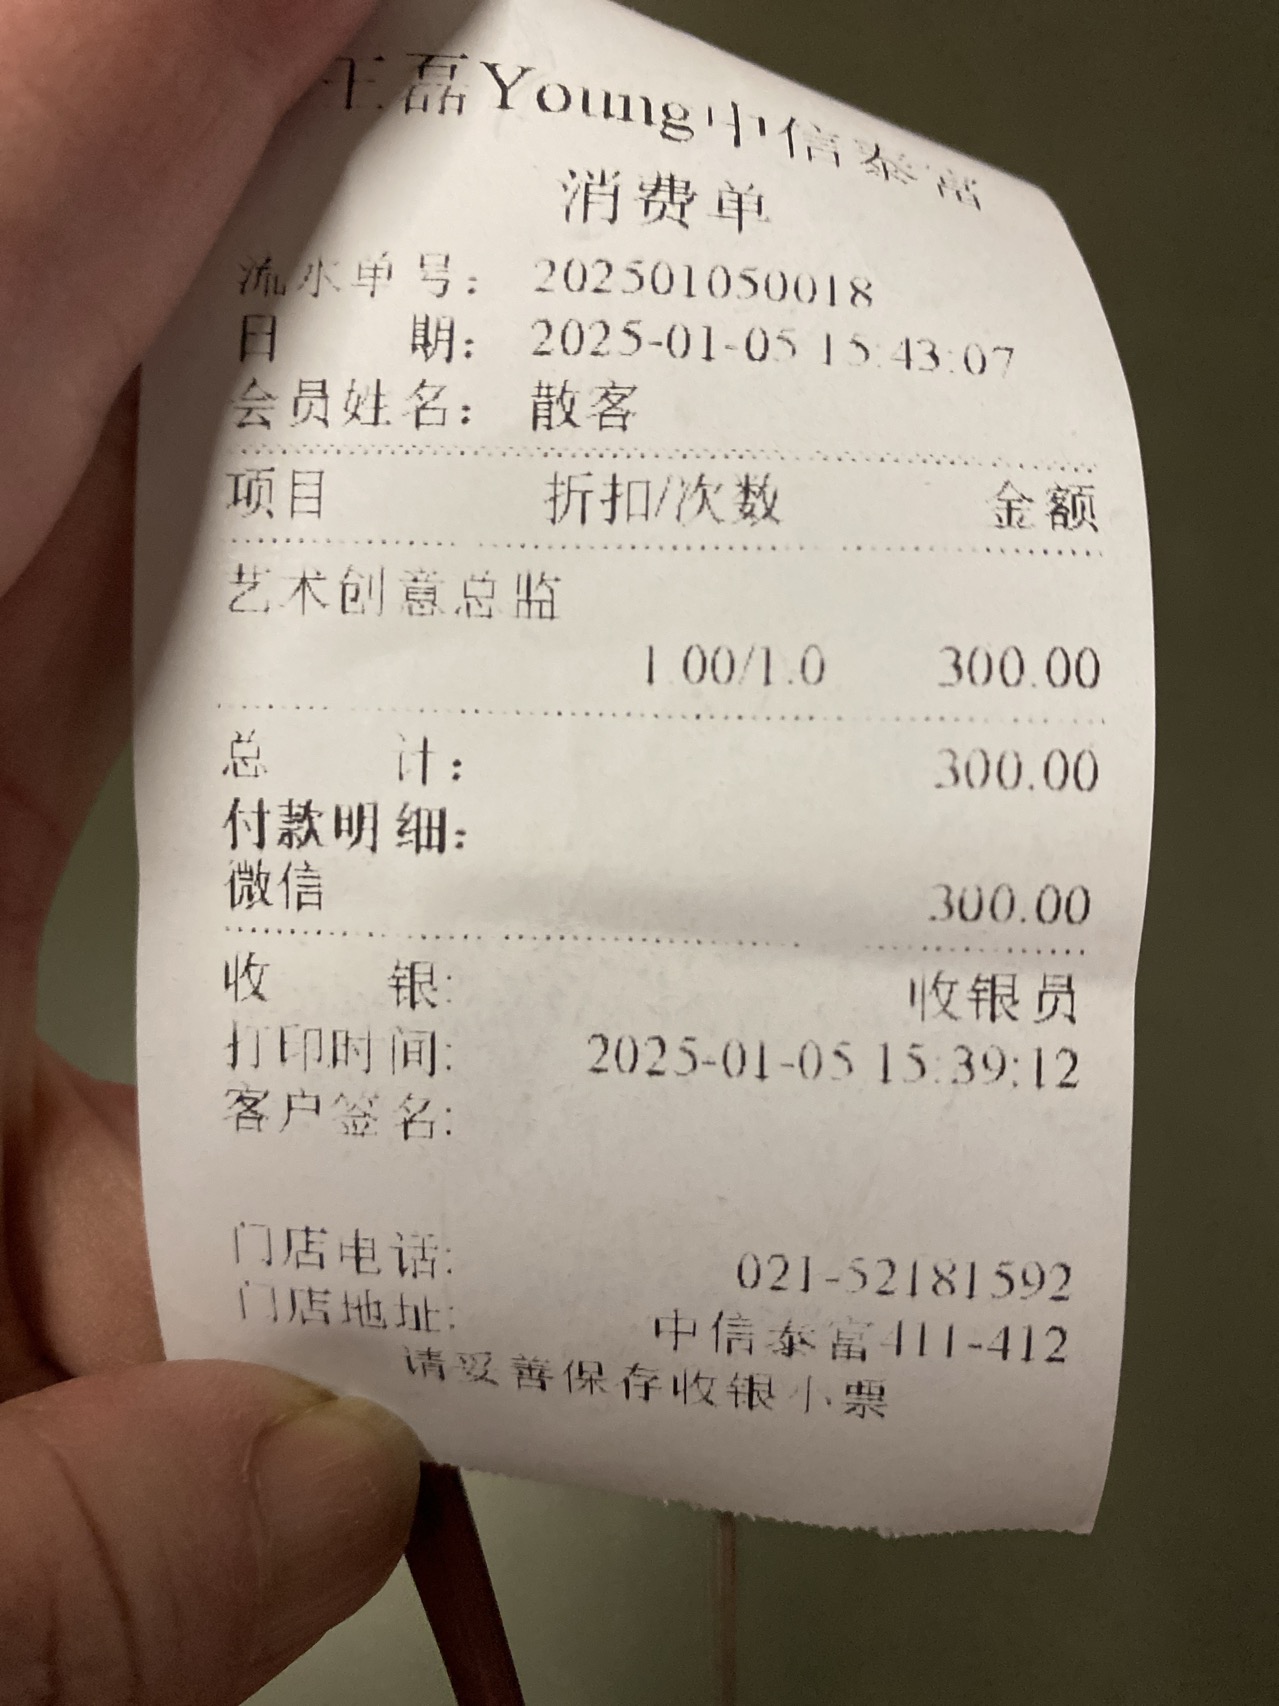 王磊Young中信泰富
消费单
流水单号： 202501050018
日 期： 2025-01-05 15:43:07
会员姓名： 散客
项目 折扣/次数 金额
艺术创意总监
1.00/1.0 300.00
总 计： 300.00
付款明细：
微信 300.00
收 银: 收银员
打印时间: 2025-01-05 15:39:12
客户签名:
门店电话: 021-52181592
门店地址: 中信泰富411-412
请妥善保存收银小票